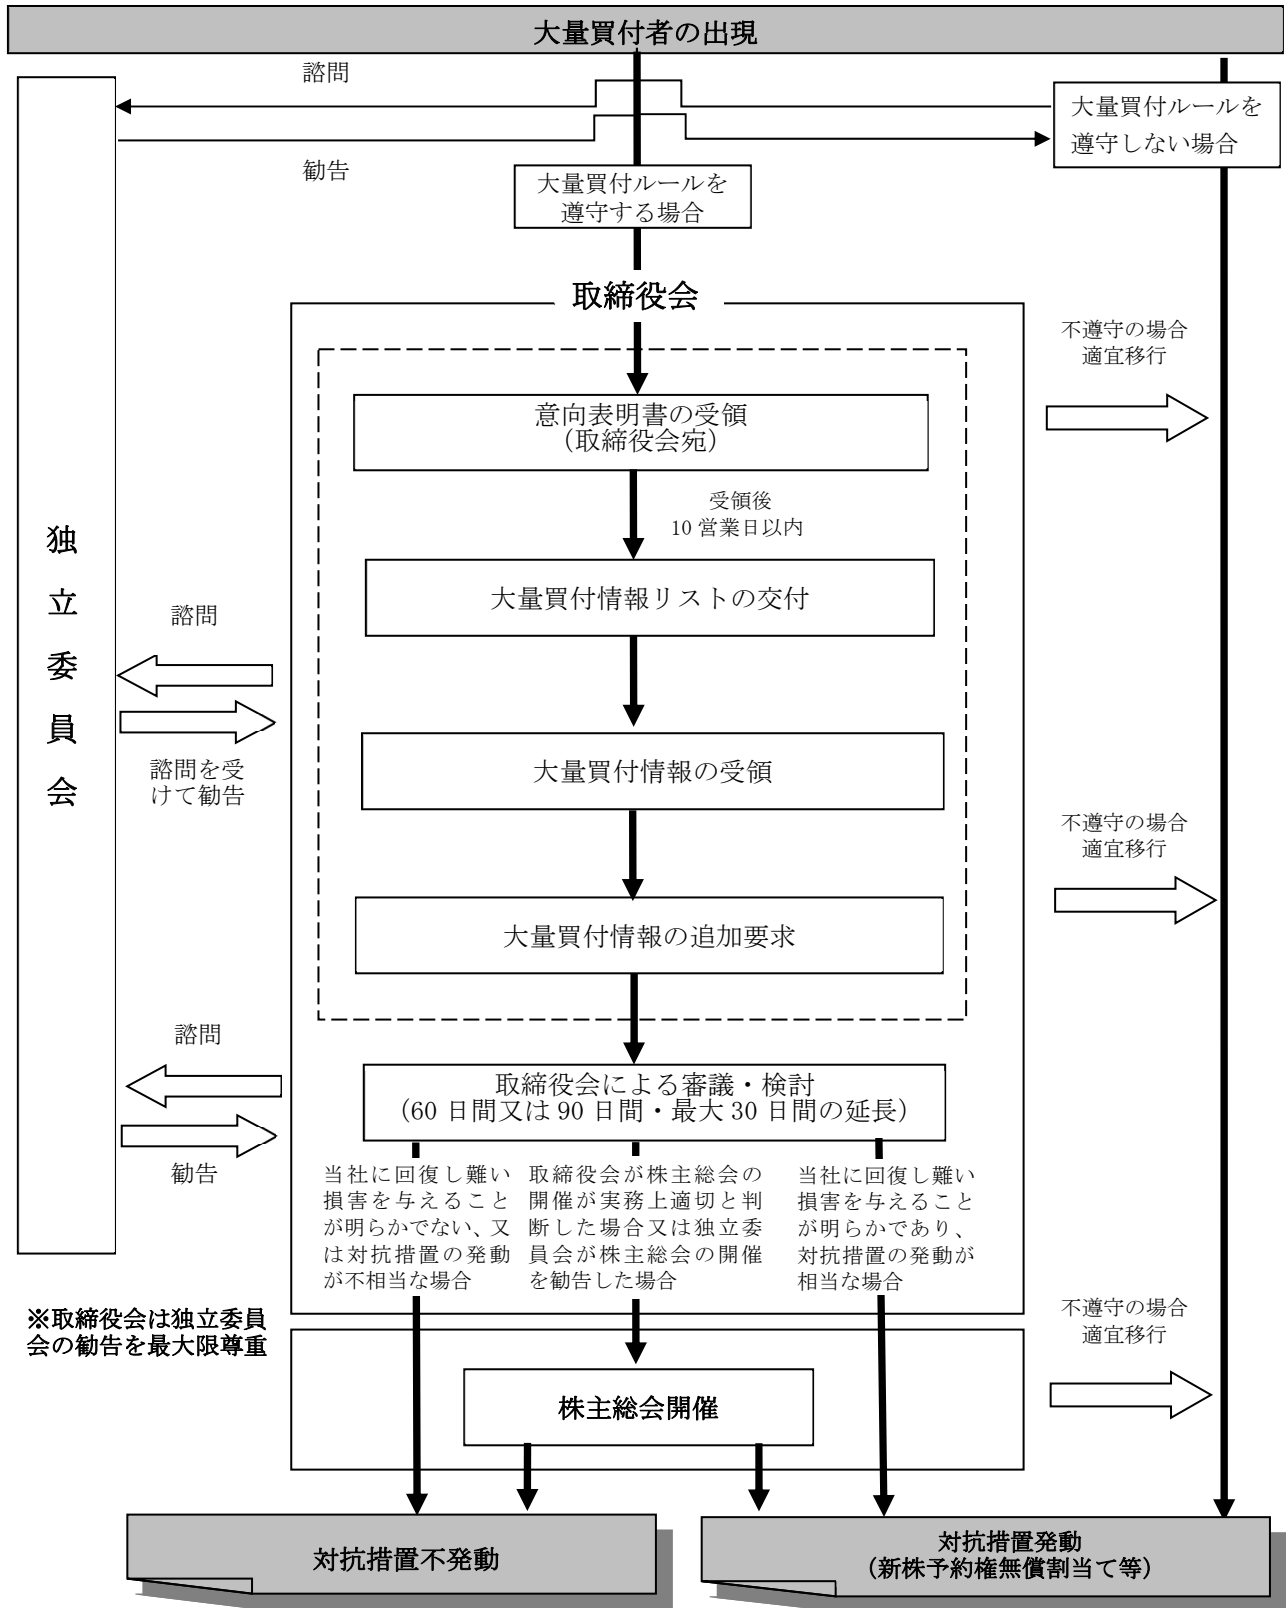 大量買付者の出現
諮問
大量買付ルールを
遵守しない場合
勧告
大量買付ルールを
遵守する場合
取締役会
不遵守の場合
適宜移行
意向表明書の受領
（取締役会宛）
受領後
10 営業日以内
独
立
委
員
会
大量買付情報リストの交付
諮問
諮問を受
けて勧告
大量買付情報の受領
不遵守の場合
適宜移行
大量買付情報の追加要求
諮問
取締役会による審議・検討
（60 日間又は 90 日間・最大 30 日間の延長）
勧告
当社に回復し難い
損害を与えること
が明らかでない、又
は対抗措置の発動
が不相当な場合
取締役会が株主総会の
開催が実務上適切と判
断した場合又は独立委
員会が株主総会の開催
を勧告した場合
当社に回復し難い
損害を与えること
が明らかであり、
対抗措置の発動が
相当な場合
※取締役会は独立委員
会の勧告を最大限尊重
不遵守の場合
適宜移行
株主総会開催
対抗措置不発動
対抗措置発動
（新株予約権無償割当て等）